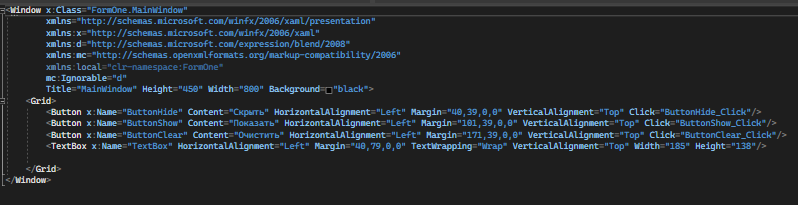 <Window x:Class="FormOne.MainWindow"
xmlns="http://schemas.microsoft.com/winfx/2006/xaml/presentation"
xmlns:x="http://schemas.microsoft.com/winfx/2006/xaml"
xmlns:d="http://schemas.microsoft.com/expression/blend/2008"
xmlns:mc="http://schemas.openxmlformats.org/markup-compatibility/2006"
xmlns:local="clr-namespace:FormOne"
mc:Ignorable="d"
Title="MainWindow" Height="450" Width="800" Background="black">
<Grid>
<Button x:Name="ButtonHide" Content="Скрыть" HorizontalAlignment="Left" Margin="40,39,0,0" VerticalAlignment="Top" Click="ButtonHide_Click"/>
<Button x:Name="ButtonShow" Content="Показать" HorizontalAlignment="Left" Margin="101,39,0,0" VerticalAlignment="Top" Click="ButtonShow_Click"/>
<Button x:Name="ButtonClear" Content="Очистить" HorizontalAlignment="Left" Margin="171,39,0,0" VerticalAlignment="Top" Click="ButtonClear_Click"/>
<TextBox x:Name="TextBox" HorizontalAlignment="Left" Margin="40,79,0,0" TextWrapping="Wrap" VerticalAlignment="Top" Width="185" Height="138"/>
</Grid>
</Window>